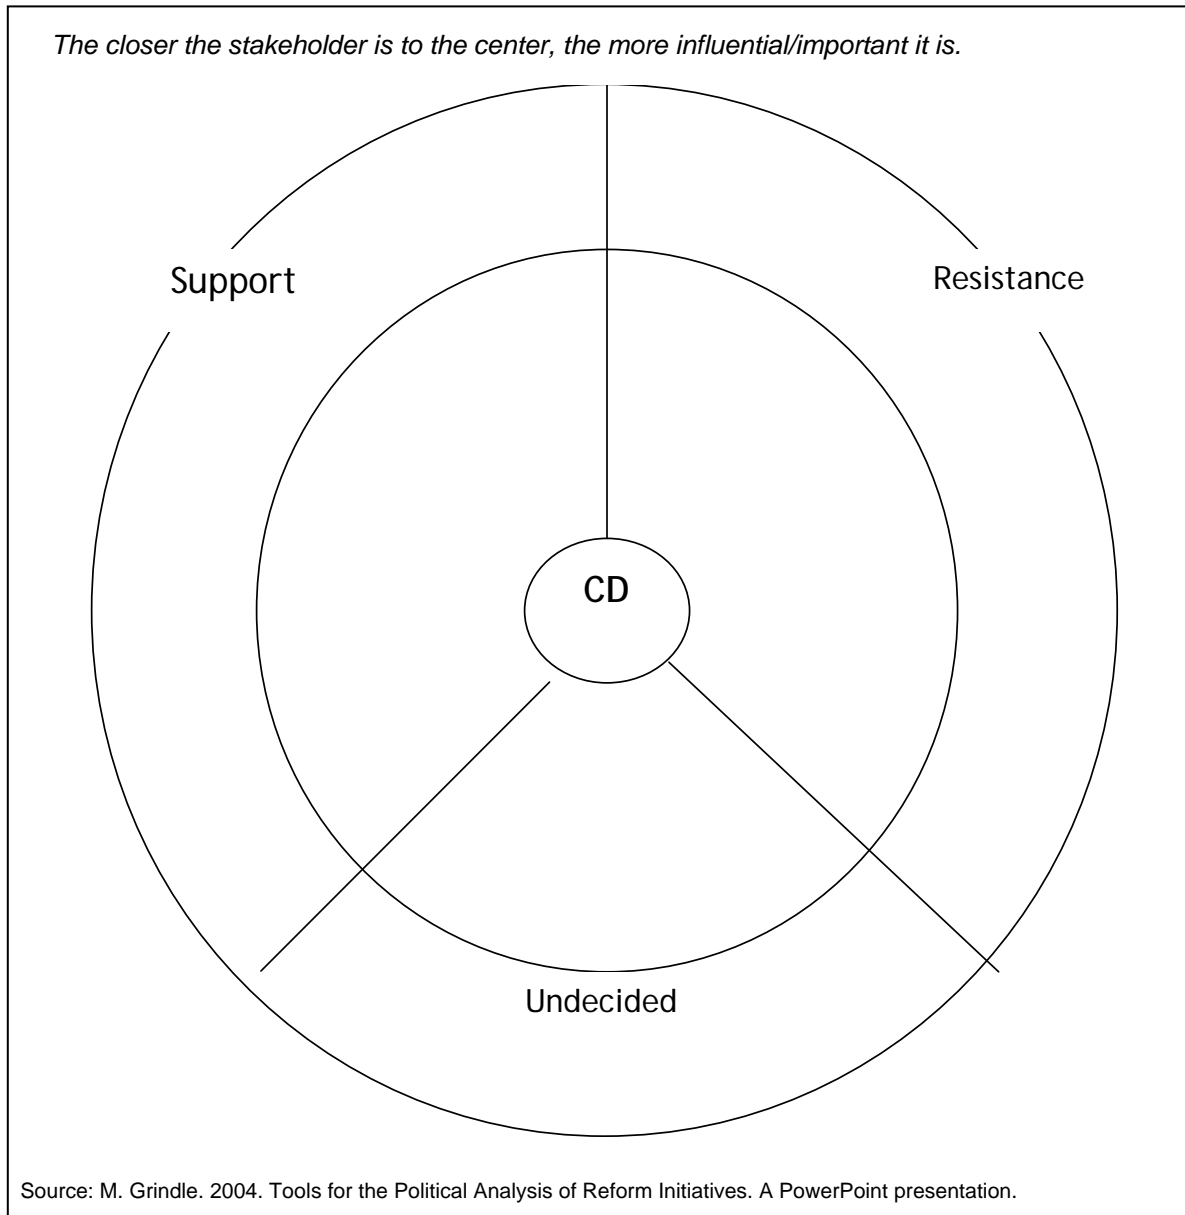 The closer the stakeholder is to the center, the more influential/important it is.
Support
Resistance
CD
Undecided
Source: M. Grindle. 2004. Tools for the Political Analysis of Reform Initiatives. A PowerPoint presentation.